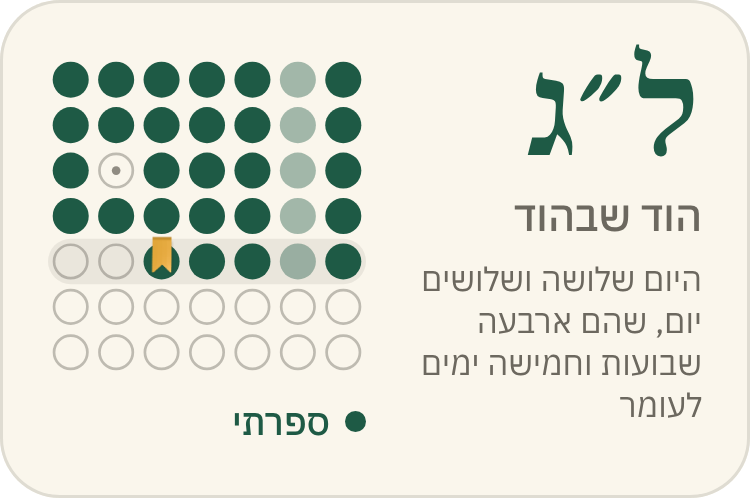 ל״ג
הוד שבהוד
היום שלושה ושלושים
יום, שהם ארבעה
שבועות וחמישה ימים
לעומר
ספרתי